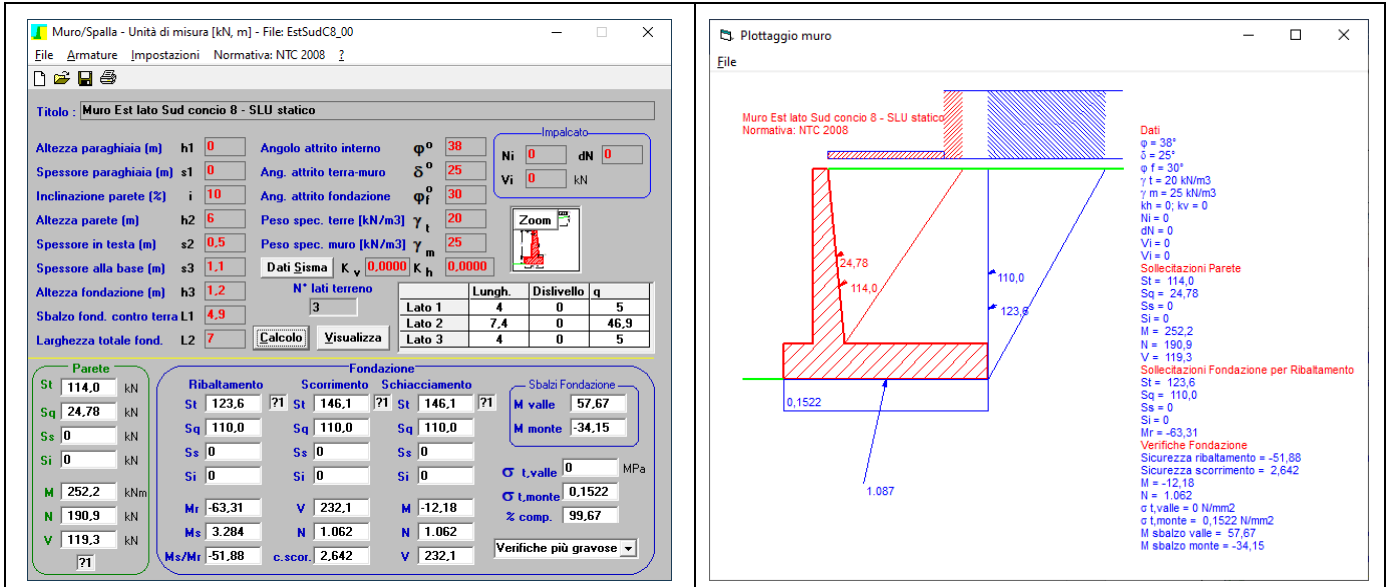 Muro/Spalla - Unità di misura [kN, m] - File: EstSudC8_00
File Armature Impostazioni Normativa: NTC 2008 ?
Titolo : Muro Est lato Sud concio 8 - SLU statico
Altezza paraghiaia (m) h1 0
Spessore paraghiaia (m) s1 0
Inclinazione parete (%) i 10
Altezza parete (m) h2 6
Spessore in testa (m) s2 0,5
Spessore alla base (m) s3 1,1
Altezza fondazione (m) h3 1,2
Sbalzo fond. contro terra L1 4,9
Larghezza totale fond. L2 7
Angolo attrito interno φ° 38
Ang. attrito terra-muro δ° 25
Ang. attrito fondazione φf° 30
Peso spec. terre [kN/m3] γ t 20
Peso spec. muro [kN/m3] γ m 25
Dati Sisma K v 0,0000 K h 0,0000
Impalcato
Ni 0 dN 0
Vi 0 kN
Zoom
N° lati terreno
3
Calcolo Visualizza
Lungh. Dislivello q
Lato 1 4 0 5
Lato 2 7,4 0 46,9
Lato 3 4 0 5
Parete
St 114,0 kN
Sq 24,78 kN
Ss 0 kN
Si 0 kN
M 252,2 kNm
N 190,9 kN
V 119,3 kN
?1
Fondazione
Ribaltamento Scorrimento Schiacciamento
St 123,6 ?1 St 146,1 ?1 St 146,1 ?1
Sq 110,0 Sq 110,0 Sq 110,0
Ss 0 Ss 0 Ss 0
Si 0 Si 0 Si 0
Mr -63,31 V 232,1 M -12,18
Ms 3.284 N 1.062 N 1.062
Ms/Mr -51,88 c.scor. 2,642 V 232,1
Sbalzi Fondazione
M valle 57,67
M monte -34,15
σ t,valle 0 MPa
σ t,monte 0,1522
% comp. 99,67
Verifiche più gravose
Plottaggio muro
File
Muro Est lato Sud concio 8 - SLU statico
Normativa: NTC 2008
24,78
114,0
110,0
123,6
0,1522
1.087
Dati
φ = 38°
δ = 25°
φ f = 30°
γ t = 20 kN/m3
γ m = 25 kN/m3
kh = 0; kv = 0
Ni = 0
dN = 0
Vi = 0
Vi = 0
Sollecitazioni Parete
St = 114,0
Sq = 24,78
Ss = 0
Si = 0
M = 252,2
N = 190,9
V = 119,3
Sollecitazioni Fondazione per Ribaltamento
St = 123,6
Sq = 110,0
Ss = 0
Si = 0
Mr = -63,31
Verifiche Fondazione
Sicurezza ribaltamento = -51,88
Sicurezza scorrimento = 2,642
M = -12,18
N = 1.062
σ t,valle = 0 N/mm2
σ t,monte = 0,1522 N/mm2
M sbalzo valle = 57,67
M sbalzo monte = -34,15